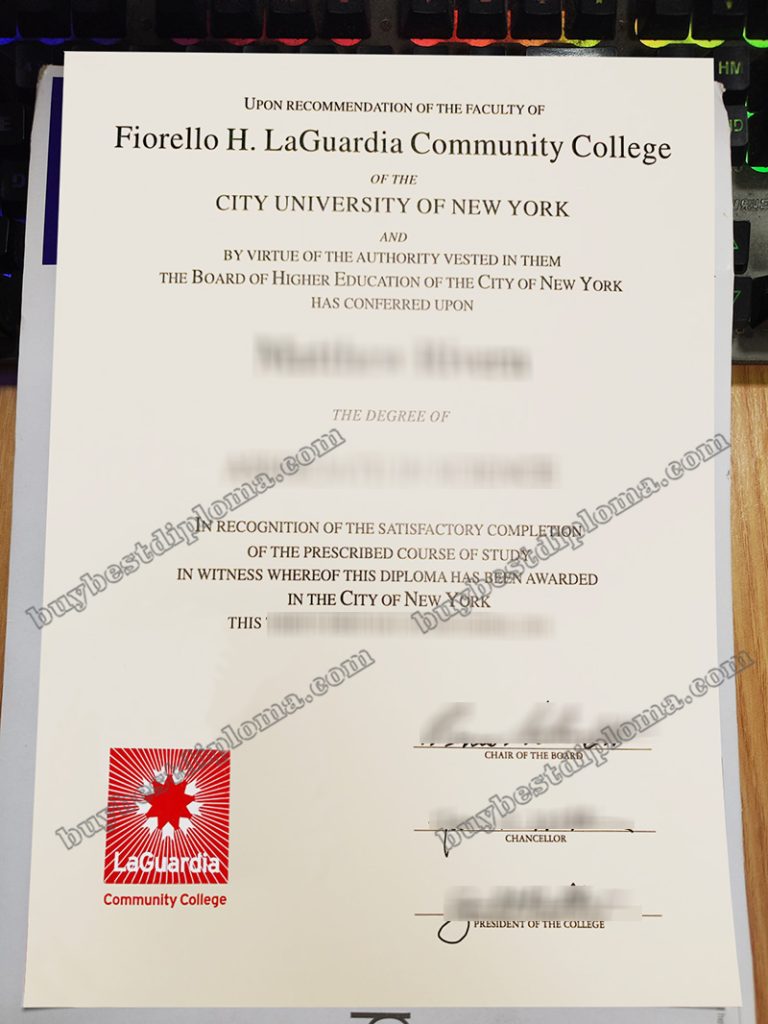 UPON RECOMMENDATION OF THE FACULTY OF
Fiorello H. LaGuardia Community College
OF THE
CITY UNIVERSITY OF NEW YORK
AND
BY VIRTUE OF THE AUTHORITY VESTED IN THEM
THE BOARD OF HIGHER EDUCATION OF THE CITY OF NEW YORK
HAS CONFERRED UPON
THE DEGREE OF
IN RECOGNITION OF THE SATISFACTORY COMPLETION
OF THE PRESCRIBED COURSE OF STUDY
IN WITNESS WHEREOF THIS DIPLOMA HAS BEEN AWARDED
IN THE CITY OF NEW YORK
THIS
buybestdiploma.com
buybestdiploma.com
buybestdiploma.com
buybestdiploma.com
CHAIR OF THE BOARD
CHANCELLOR
PRESIDENT OF THE COLLEGE
LaGuardia
Community College